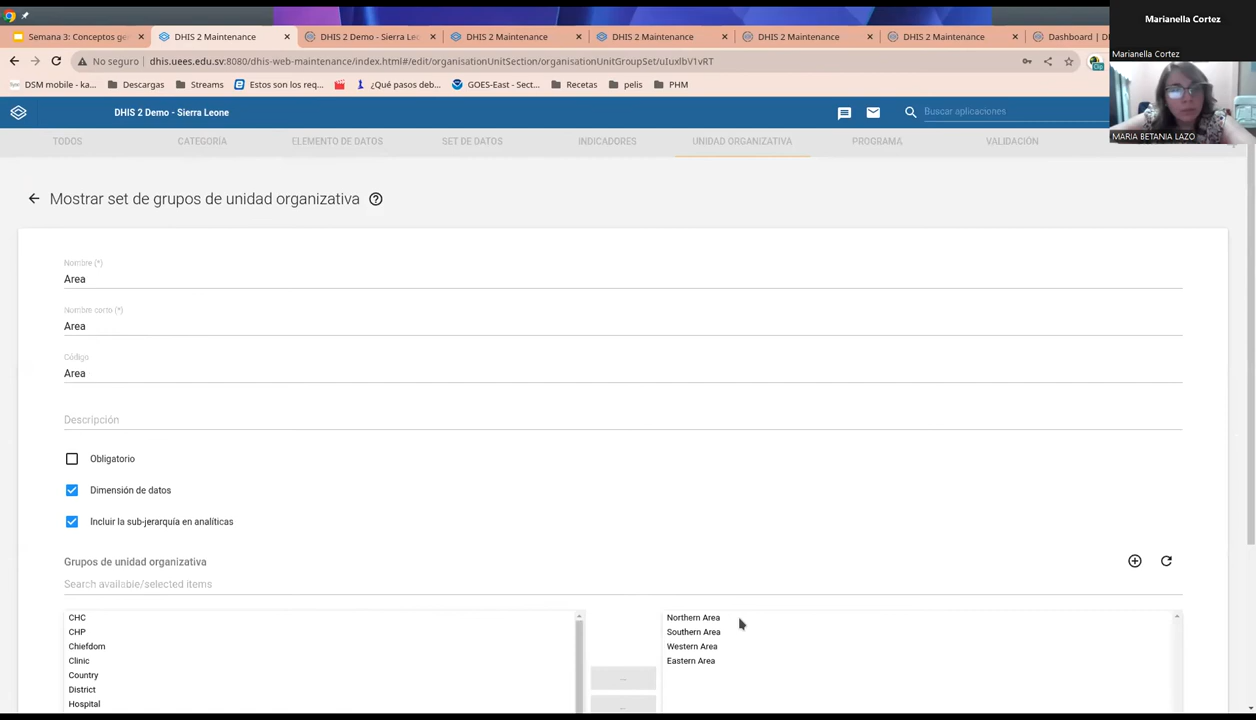 Marianella Cortez
Marianella Cortez
MARIA BETANIA LAZO
Semana 3: Conceptos ge
DHIS 2 Maintenance
DHIS 2 Demo - Sierra Le
DHIS 2 Maintenance
DHIS 2 Maintenance
DHIS 2 Maintenance
DHIS 2 Maintenance
Dashboard | D
No seguro
dhis.uees.edu.sv:8080/dhis-web-maintenance/index.html#edit/organisationUnitSection/organisationUnitGroupSet/uIuxlbV1vRT
DSM mobile - ka...
Descargas
Streams
Estos son los req...
¿Qué pasos deb...
GOES-East - Sect...
Recetas
pelis
PHM
DHIS 2 Demo - Sierra Leone
Buscar aplicaciones
TODOS
CATEGORÍA
ELEMENTO DE DATOS
SET DE DATOS
INDICADORES
UNIDAD ORGANIZATIVA
PROGRAMA
VALIDACIÓN
Mostrar set de grupos de unidad organizativa
Nombre (*)
Area
Nombre corto (*)
Area
Código
Area
Descripción
Obligatorio
Dimensión de datos
Incluir la sub-jerarquía en analíticas
Grupos de unidad organizativa
Search available/selected items
CHC
CHP
Chiefdom
Clinic
Country
District
Hospital
Northern Area
Southern Area
Western Area
Eastern Area